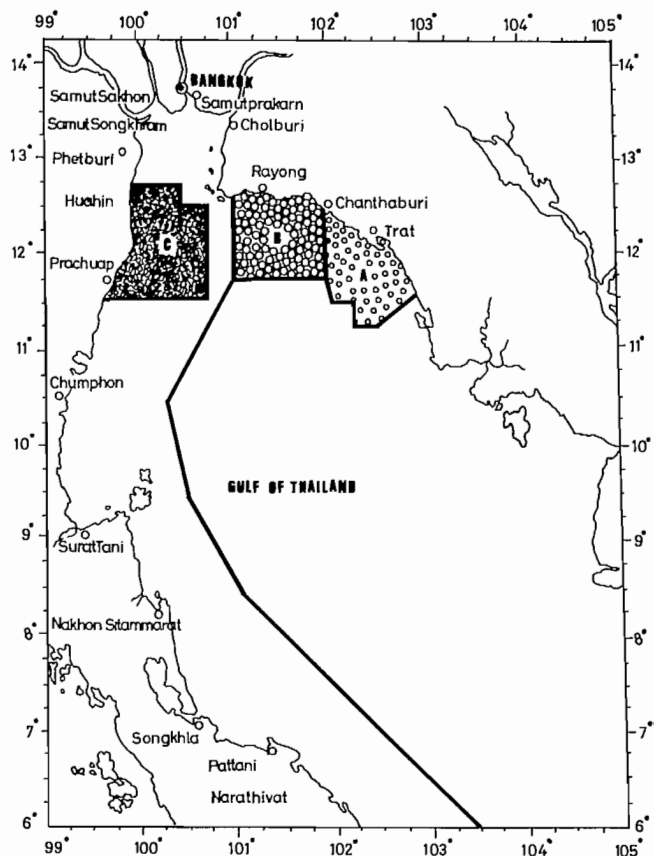 99° 100° 101° 102° 103° 104° 105°
14° 14°
BANGKOK
Samut Sakhon
Samutprakarn
Samut Songkhram
Cholburi
13° 13°
Phetburi
Rayong
Huahin
Chanthaburi
Trat
12° 12°
C
B
A
Prachuap
11° 11°
Chumphon
10° 10°
GULF OF THAILAND
9° 9°
Surat Tani
8° 8°
Nakhon Sitammarat
7° 7°
Songkhla
Pattani
Narathivat
6° 6°
99° 100° 101° 102° 103° 104° 105°